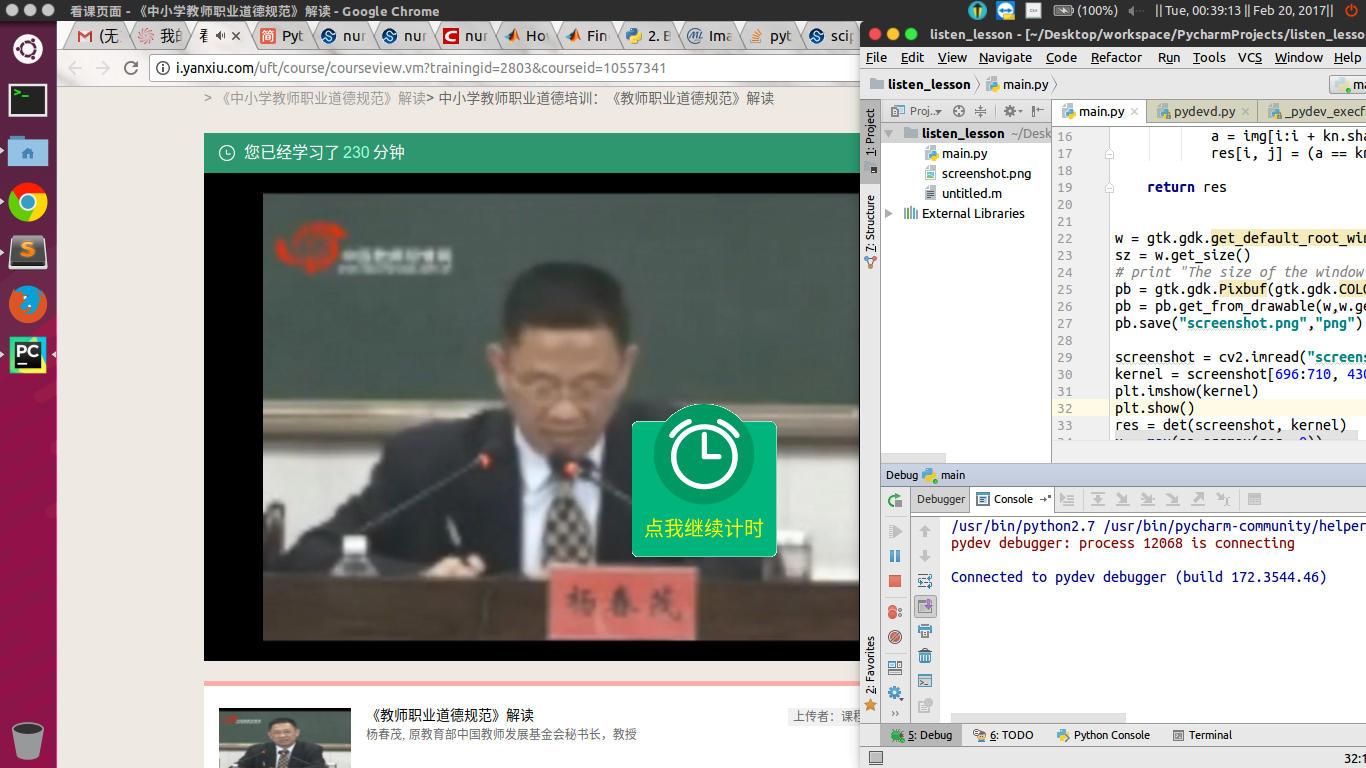 看课页面 - 《中小学教师职业道德规范》解读 - Google Chrome
(100%)
Tue, 00:39:13 || Feb 20, 2017||
M (无
我的
看
简 Pyt
nur
nur
C nur
Hov
Fin
2. B
Ima
pyt
scip
i.yanxiu.com/uft/course/courseview.vm?trainingid=2803&courseid=10557341
> 《中小学教师职业道德规范》解读> 中小学教师职业道德培训：《教师职业道德规范》解读
您已经学习了 230 分钟
点我继续计时
杨春茂
《教师职业道德规范》解读
杨春茂, 原教育部中国教师发展基金会秘书长，教授
上传者：课程
listen_lesson - [~/Desktop/workspace/PycharmProjects/listen_lesso
File Edit View Navigate Code Refactor Run Tools VCS Window Help
listen_lesson
main.py
ma
1: Project
7: Structure
2: Favorites
Proj..
main.py
pydevd.py
_pydev_execf
listen_lesson ~/Desk
main.py
screenshot.png
untitled.m
External Libraries
16 a = img[i:i + kn.sha
17 res[i, j] = (a == kn
18
19 return res
20
21
22 w = gtk.gdk.get_default_root_win
23 sz = w.get_size()
24 # print "The size of the window
25 pb = gtk.gdk.Pixbuf(gtk.gdk.COLO
26 pb = pb.get_from_drawable(w,w.ge
27 pb.save("screenshot.png","png")
28
29 screenshot = cv2.imread("screens
30 kernel = screenshot[696:710, 430
31 plt.imshow(kernel)
32 plt.show()
33 res = det(screenshot, kernel)
Debug main
Debugger
Console
/usr/bin/python2.7 /usr/bin/pycharm-community/helper
pydev debugger: process 12068 is connecting
Connected to pydev debugger (build 172.3544.46)
5: Debug
6: TODO
Python Console
Terminal
32:1